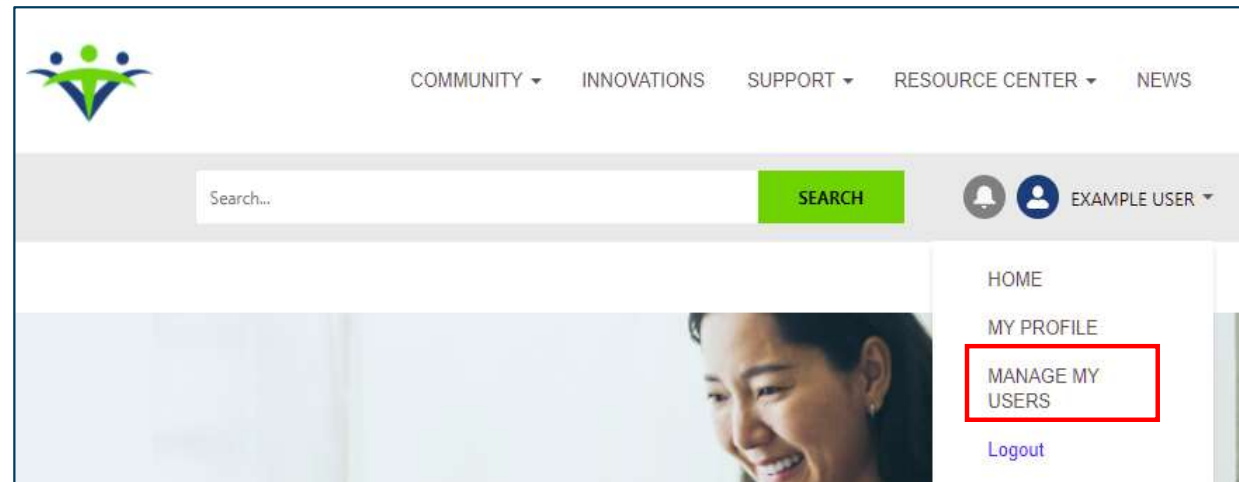 COMMUNITY INNOVATIONS SUPPORT RESOURCE CENTER NEWS
Search... SEARCH EXAMPLE USER
HOME
MY PROFILE
MANAGE MY
USERS
Logout